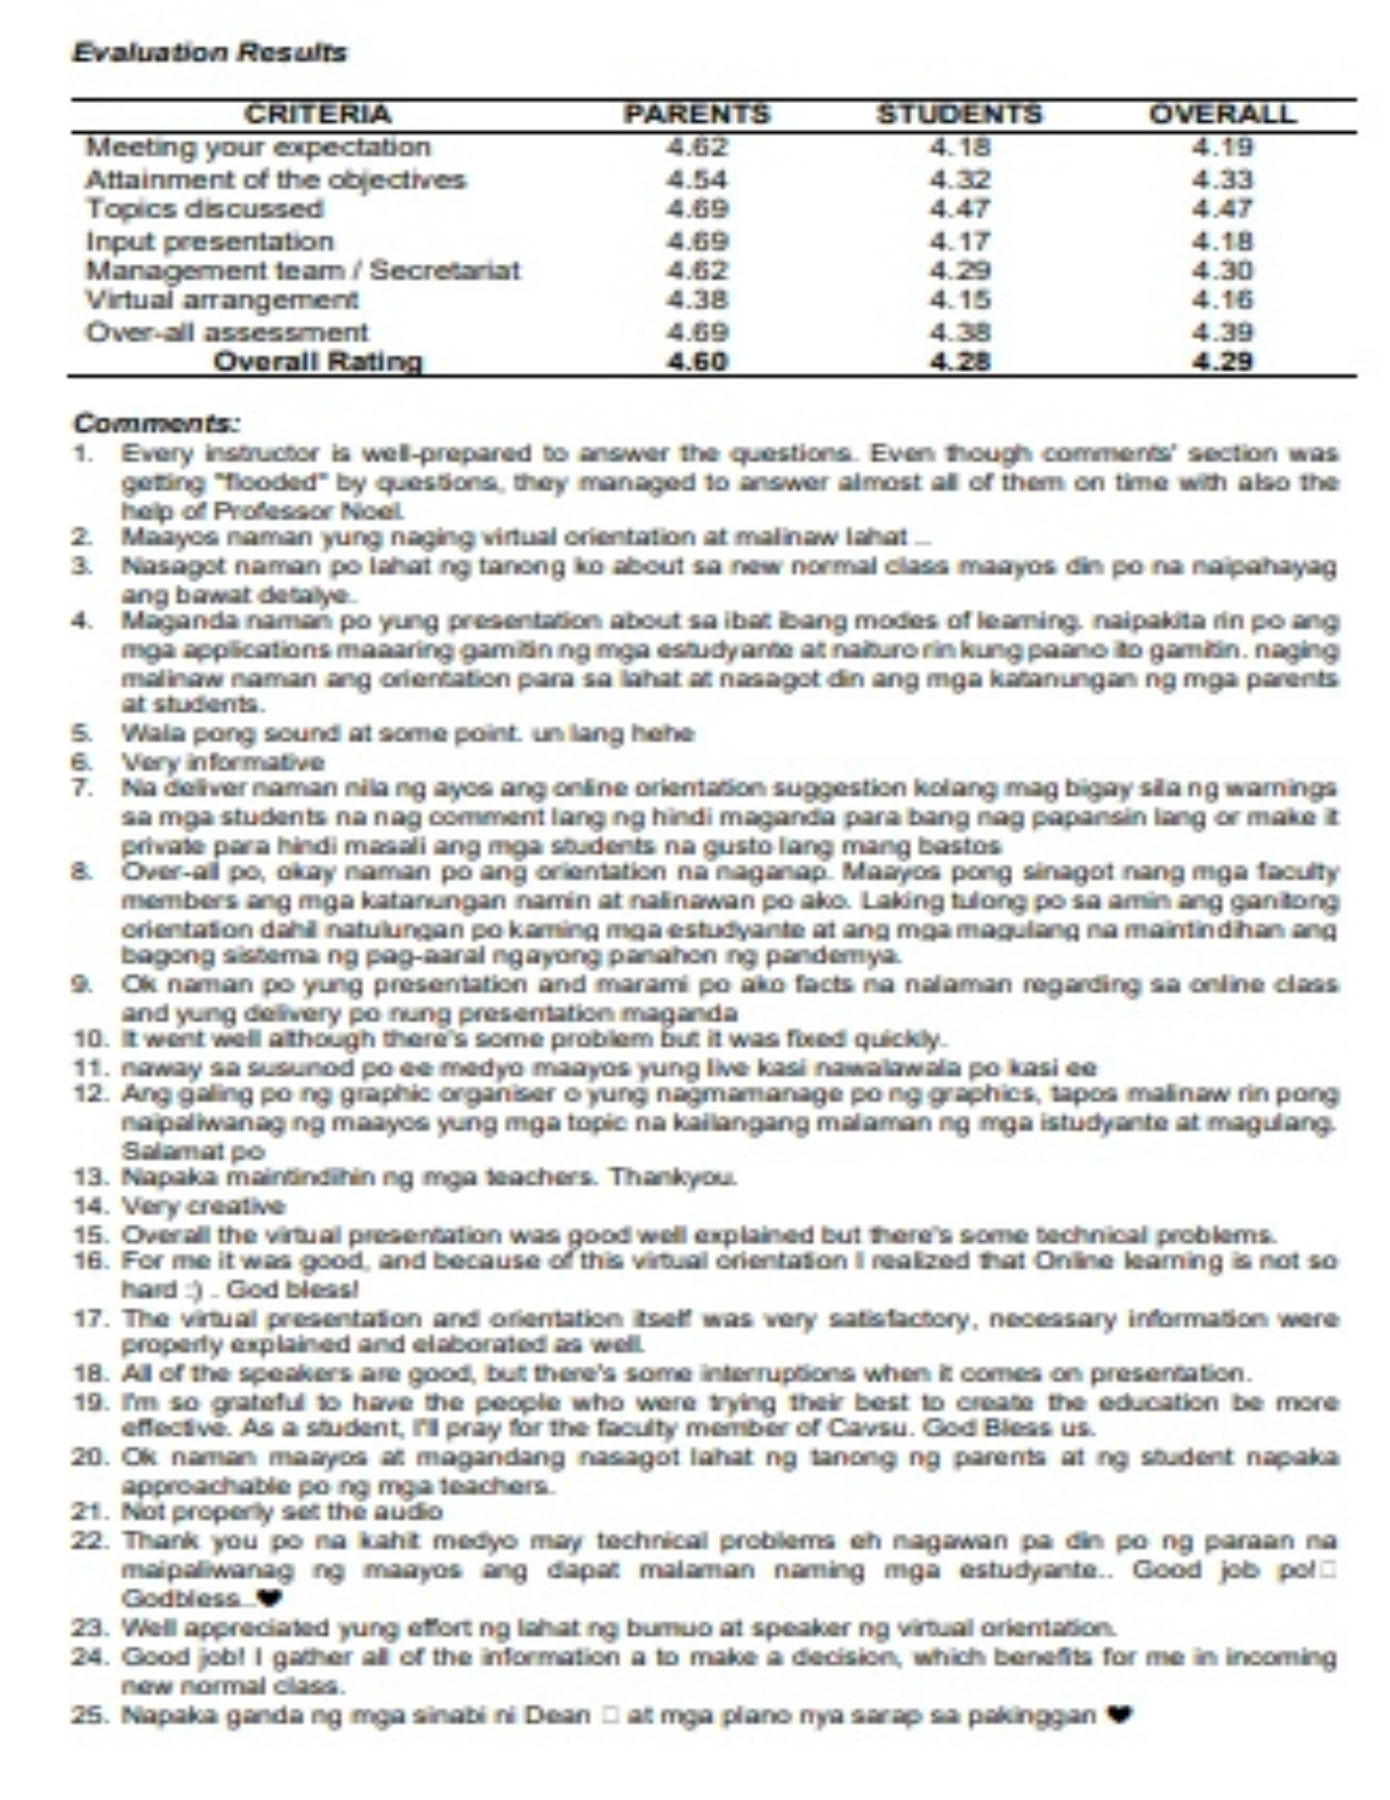 Evaluation Results
CRITERIA PARENTS STUDENTS OVERALL
Meeting your expectation 4.62 4.18 4.19
Attainment of the objectives 4.54 4.32 4.33
Topics discussed 4.69 4.47 4.47
Input presentation 4.69 4.17 4.18
Management team / Secretariat 4.62 4.29 4.30
Virtual arrangement 4.38 4.15 4.16
Over-all assessment 4.69 4.38 4.39
Overall Rating 4.60 4.28 4.29
Comments:
1. Every instructor is well-prepared to answer the questions. Even though comments' section was
getting "flooded" by questions, they managed to answer almost all of them on time with also the
help of Professor Noel.
2. Maayos naman yung naging virtual orientation at malinaw lahat ...
3. Nasagot naman po lahat ng tanong ko about sa new normal class maayos din po na naipahayag
ang bawat detalye.
4. Maganda naman po yung presentation about sa ibat ibang modes of learning. naipakita rin po ang
mga applications maaaring gamitin ng mga estudyante at naituro rin kung paano ito gamitin. naging
malinaw naman ang orientation para sa lahat at nasagot din ang mga katanungan ng mga parents
at students.
5. Wala pong sound at some point. un lang hehe
6. Very informative
7. Na deliver naman nila ng ayos ang online orientation suggestion kolang mag bigay sila ng warnings
sa mga students na nag comment lang ng hindi maganda para bang nag papansin lang or make it
private para hindi masali ang mga students na gusto lang mang bastos
8. Over-all po, okay naman po ang orientation na naganap. Maayos pong sinagot nang mga faculty
members ang mga katanungan namin at nalinawan po ako. Laking tulong po sa amin ang ganitong
orientation dahil natulungan po kaming mga estudyante at ang mga magulang na maintindihan ang
bagong sistema ng pag-aaral ngayong panahon ng pandemya.
9. Ok naman po yung presentation and marami po ako facts na nalaman regarding sa online class
and yung delivery po nung presentation maganda
10. It went well although there's some problem but it was fixed quickly.
11. naway sa susunod po ee medyo maayos yung live kasi nawalawala po kasi ee
12. Ang galing po ng graphic organiser o yung nagmamanage po ng graphics, tapos malinaw rin pong
naipaliwanag ng maayos yung mga topic na kailangang malaman ng mga istudyante at magulang.
Salamat po
13. Napaka maintindihin ng mga teachers. Thankyou.
14. Very creative
15. Overall the virtual presentation was good well explained but there's some technical problems.
16. For me it was good, and because of this virtual orientation I realized that Online learning is not so
hard :) . God bless!
17. The virtual presentation and orientation itself was very satisfactory, necessary information were
properly explained and elaborated as well.
18. All of the speakers are good, but there's some interruptions when it comes on presentation.
19. I'm so grateful to have the people who were trying their best to create the education be more
effective. As a student, I'll pray for the faculty member of Cavsu. God Bless us.
20. Ok naman maayos at magandang nasagot lahat ng tanong ng parents at ng student napaka
approachable po ng mga teachers.
21. Not properly set the audio
22. Thank you po na kahit medyo may technical problems eh nagawan pa din po ng paraan na
maipaliwanag ng maayos ang dapat malaman naming mga estudyante.. Good job po!□
Godbless..♥
23. Well appreciated yung effort ng lahat ng bumuo at speaker ng virtual orientation.
24. Good job! I gather all of the information a to make a decision, which benefits for me in incoming
new normal class.
25. Napaka ganda ng mga sinabi ni Dean □ at mga plano nya sarap sa pakinggan ♥